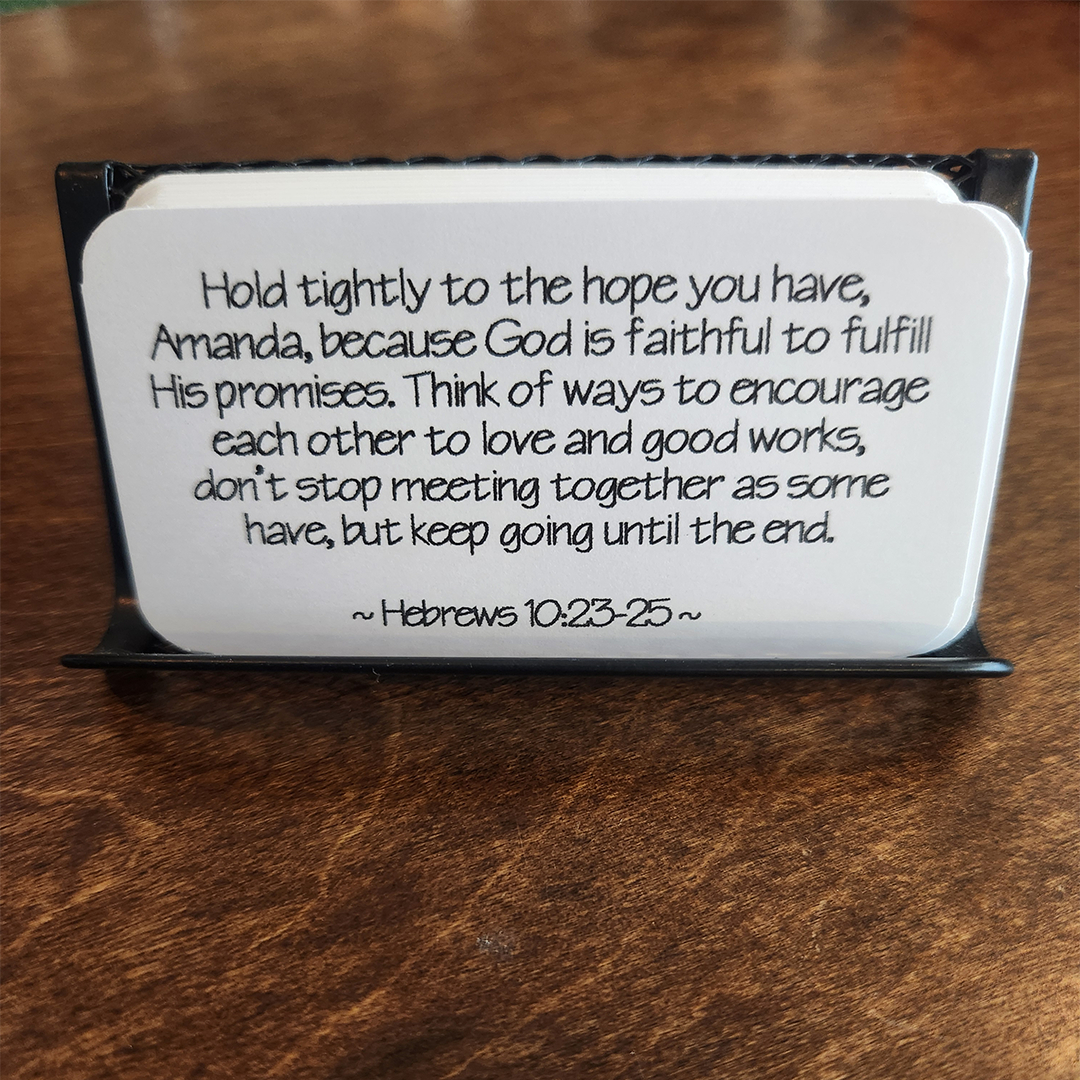 Hold tightly to the hope you have,
Amanda, because God is faithful to fulfill
His promises. Think of ways to encourage
each other to love and good works,
don't stop meeting together as some
have, but keep going until the end.
~Hebrews 10:23-25~